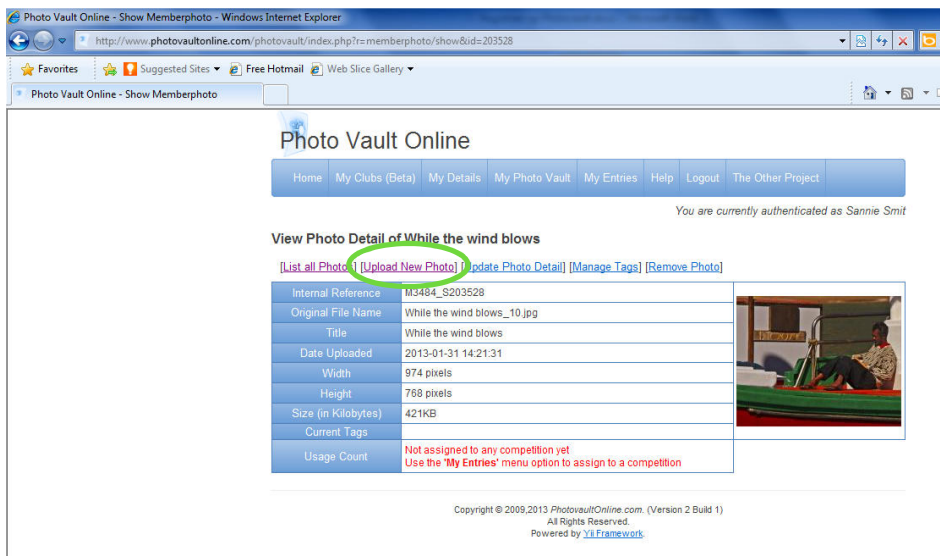 Photo Vault Online - Show Memberphoto - Windows Internet Explorer
http://www.photovaultonline.com/photovault/index.php?r=memberphoto/show&id=203528
Favorites Suggested Sites Free Hotmail Web Slice Gallery
Photo Vault Online - Show Memberphoto
Photo Vault Online
Home My Clubs (Beta) My Details My Photo Vault My Entries Help Logout The Other Project
You are currently authenticated as Sannie Smit
View Photo Detail of While the wind blows
[List all Photos] [Upload New Photo] [Update Photo Detail] [Manage Tags] [Remove Photo]
Internal Reference M3484_S203528
Original File Name While the wind blows_10.jpg
Title While the wind blows
Date Uploaded 2013-01-31 14:21:31
Width 974 pixels
Height 768 pixels
Size (in Kilobytes) 421KB
Current Tags
Usage Count Not assigned to any competition yet
Use the 'My Entries' menu option to assign to a competition
Copyright © 2009,2013 PhotovaultOnline.com. (Version 2 Build 1)
All Rights Reserved.
Powered by Yii Framework.